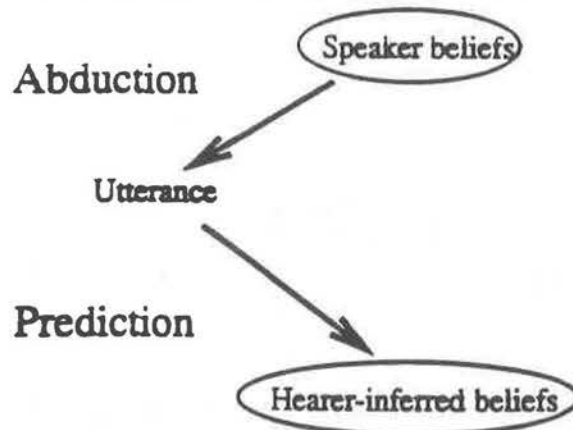 Speaker beliefs
Abduction
Utterance
Prediction
Hearer-inferred beliefs